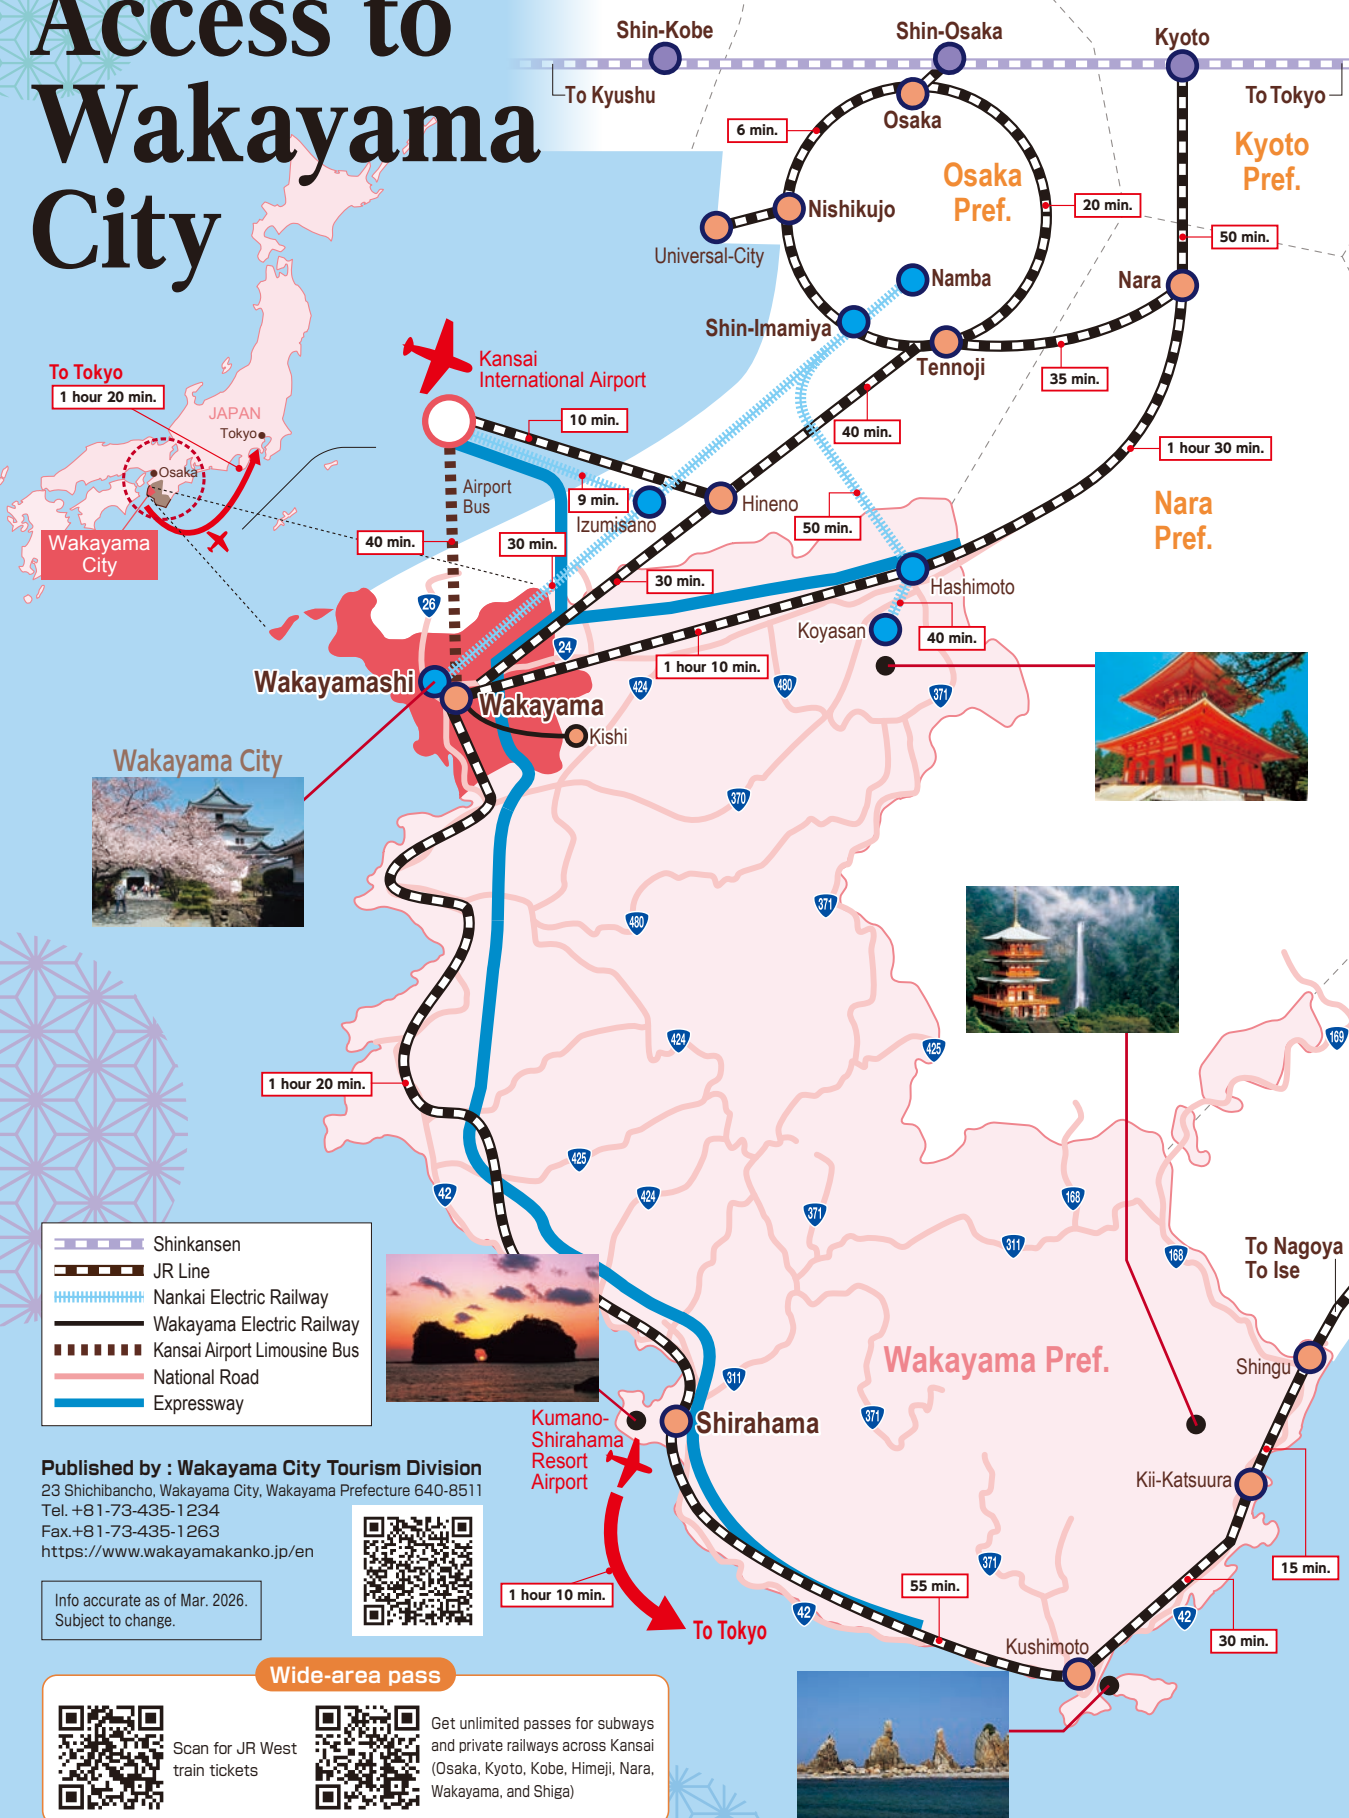 Access to
Wakayama
City
Shin-Kobe
Shin-Osaka
Kyoto
To Kyushu
To Tokyo
Osaka
6 min.
Kyoto
Pref.
Osaka
Pref.
20 min.
Nishikujo
Universal-City
50 min.
Namba
Nara
Shin-Imamiya
Tennoji
35 min.
Kansai
International Airport
To Tokyo
1 hour 20 min.
JAPAN
Tokyo
Osaka
Wakayama
City
10 min.
40 min.
1 hour 30 min.
Airport
Bus
9 min.
Izumisano
Hineno
50 min.
Nara
Pref.
40 min.
30 min.
30 min.
Hashimoto
26
24
Koyasan
40 min.
1 hour 10 min.
Wakayamashi
Wakayama
424
480
371
Kishi
Wakayama City
370
480
371
424
425
169
1 hour 20 min.
425
42
424
371
168
311
168
To Nagoya
To Ise
Shinkansen
JR Line
Nankai Electric Railway
Wakayama Electric Railway
Kansai Airport Limousine Bus
National Road
Expressway
Wakayama Pref.
Shingu
311
371
Kumano-
Shirahama
Resort
Airport
Shirahama
Kii-Katsuura
Published by : Wakayama City Tourism Division
23 Shichibancho, Wakayama City, Wakayama Prefecture 640-8511
Tel. +81-73-435-1234
Fax.+81-73-435-1263
https://www.wakayamakanko.jp/en
Info accurate as of Mar. 2026.
Subject to change.
1 hour 10 min.
To Tokyo
371
55 min.
15 min.
42
42
30 min.
Kushimoto
Wide-area pass
Scan for JR West
train tickets
Get unlimited passes for subways
and private railways across Kansai
(Osaka, Kyoto, Kobe, Himeji, Nara,
Wakayama, and Shiga)